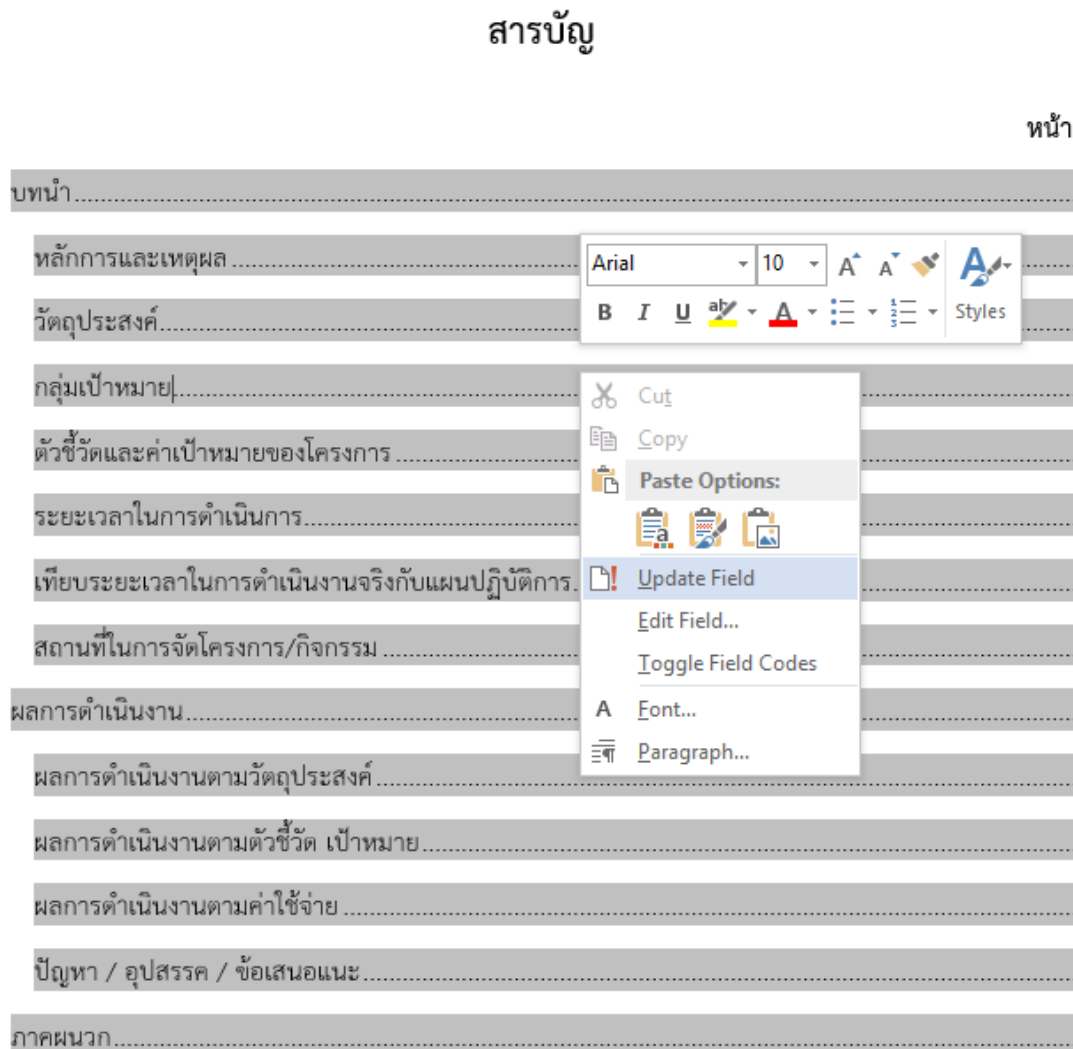 สารบัญ
หน้า
บทนำ
หลักการและเหตุผล
Arial 10
วัตถุประสงค์
B I U ab A Styles
กลุ่มเป้าหมาย
Cut
Copy
ตัวชี้วัดและค่าเป้าหมายของโครงการ
Paste Options:
ระยะเวลาในการดำเนินการ
เทียบระยะเวลาในการดำเนินงานจริงกับแผนปฏิบัติการ
Update Field
Edit Field...
สถานที่ในการจัดโครงการ/กิจกรรม
Toggle Field Codes
ผลการดำเนินงาน
Font...
Paragraph...
ผลการดำเนินงานตามวัตถุประสงค์
ผลการดำเนินงานตามตัวชี้วัด เป้าหมาย
ผลการดำเนินงานตามค่าใช้จ่าย
ปัญหา / อุปสรรค / ข้อเสนอแนะ
ภาคผนวก